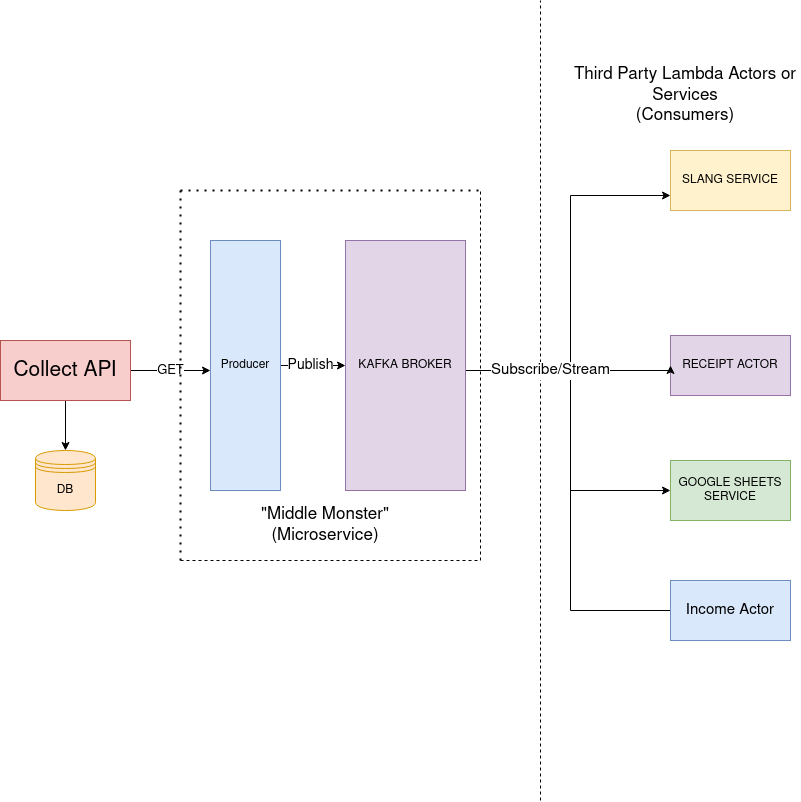 Third Party Lambda Actors or
Services
(Consumers)
SLANG SERVICE
Collect API
GET
Producer
Publish
KAFKA BROKER
Subscribe/Stream
RECEIPT ACTOR
DB
GOOGLE SHEETS
SERVICE
"Middle Monster"
(Microservice)
Income Actor